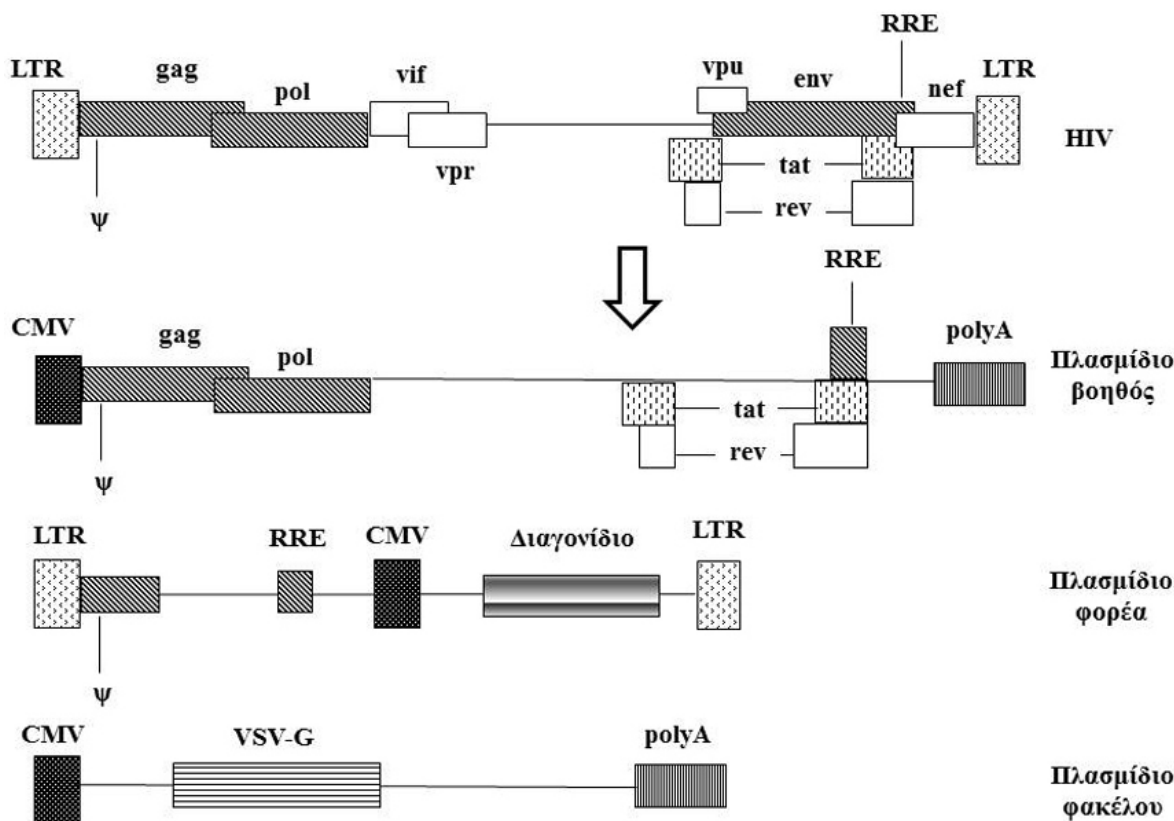 RRE
LTR gag pol vif vpu env nef LTR
HIV
vpr tat
rev
ψ
RRE
CMV gag pol polyA
Πλασμίδιο
βοηθός
tat
rev
ψ
LTR RRE CMV Διαγονίδιο LTR
Πλασμίδιο
φορέα
ψ
CMV VSV-G polyA
Πλασμίδιο
φακέλου